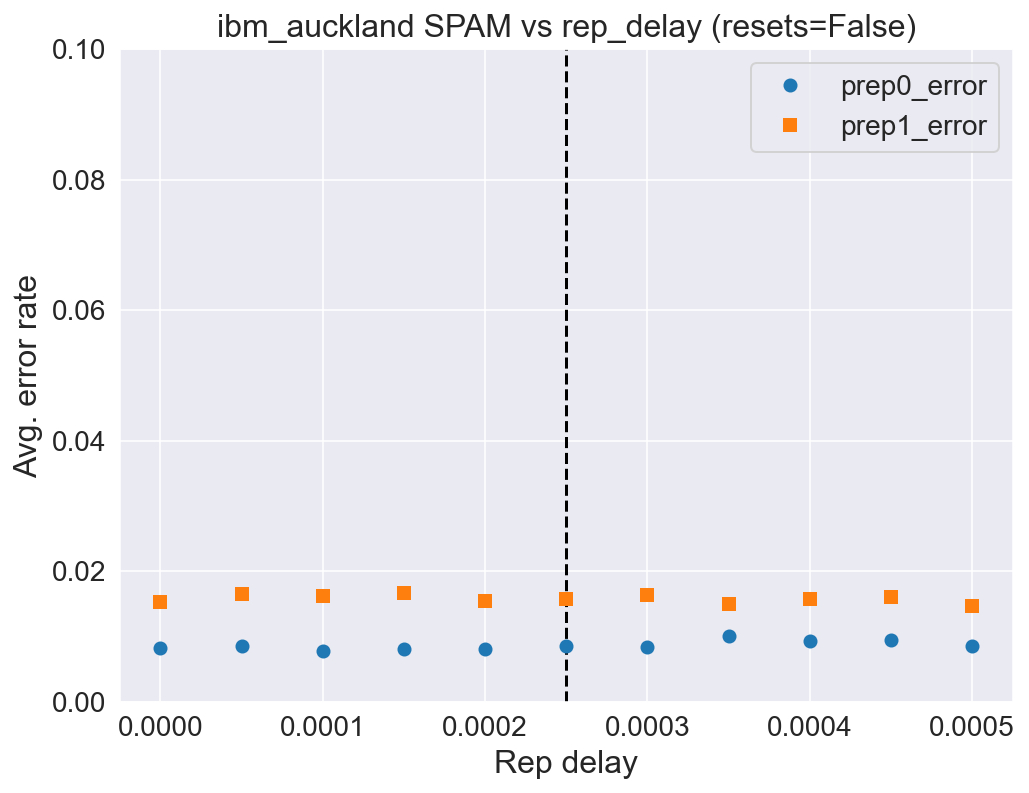 ibm_auckland SPAM vs rep_delay (resets=False)
prep0_error
prep1_error
Avg. error rate
0.10
0.08
0.06
0.04
0.02
0.00
0.0000 0.0001 0.0002 0.0003 0.0004 0.0005
Rep delay